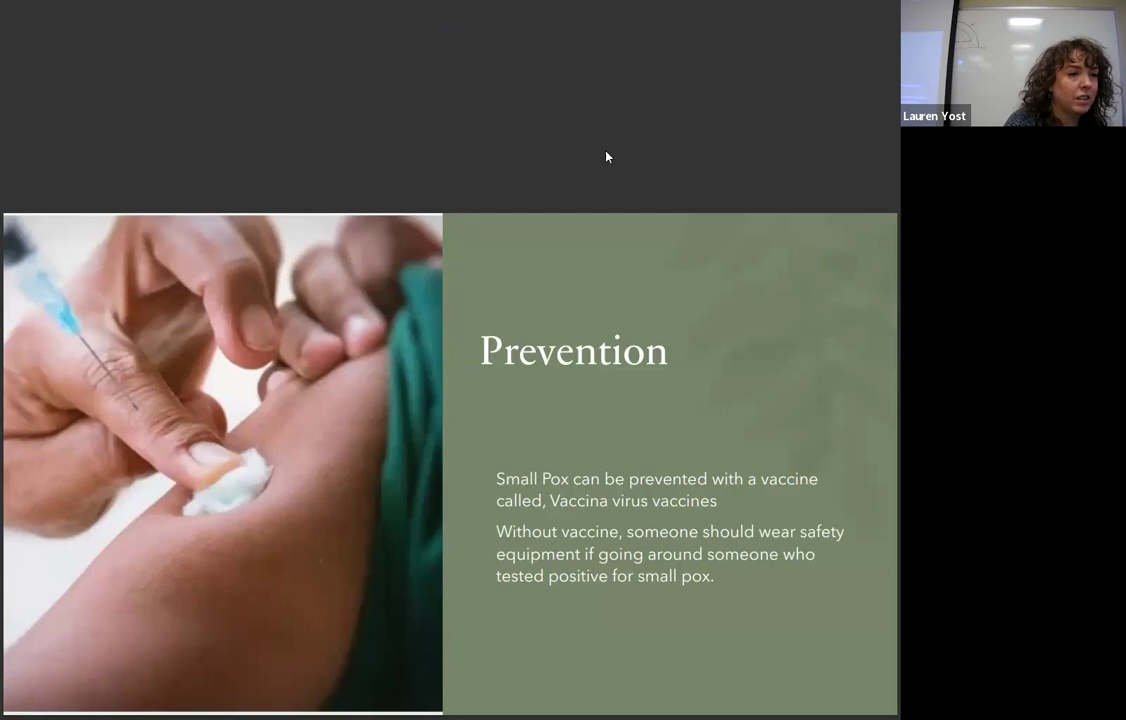 Lauren Yost
Prevention
Small Pox can be prevented with a vaccine
called, Vaccina virus vaccines
Without vaccine, someone should wear safety
equipment if going around someone who
tested positive for small pox.